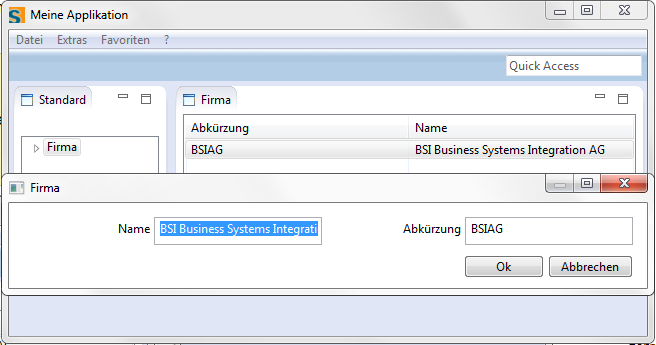 Meine Applikation
Datei Extras Favoriten ?
Quick Access
Standard
Firma
Firma
Abkürzung Name
BSIAG BSI Business Systems Integration AG
Firma
Name BSI Business Systems Integrati Abkürzung BSIAG
Ok Abbrechen